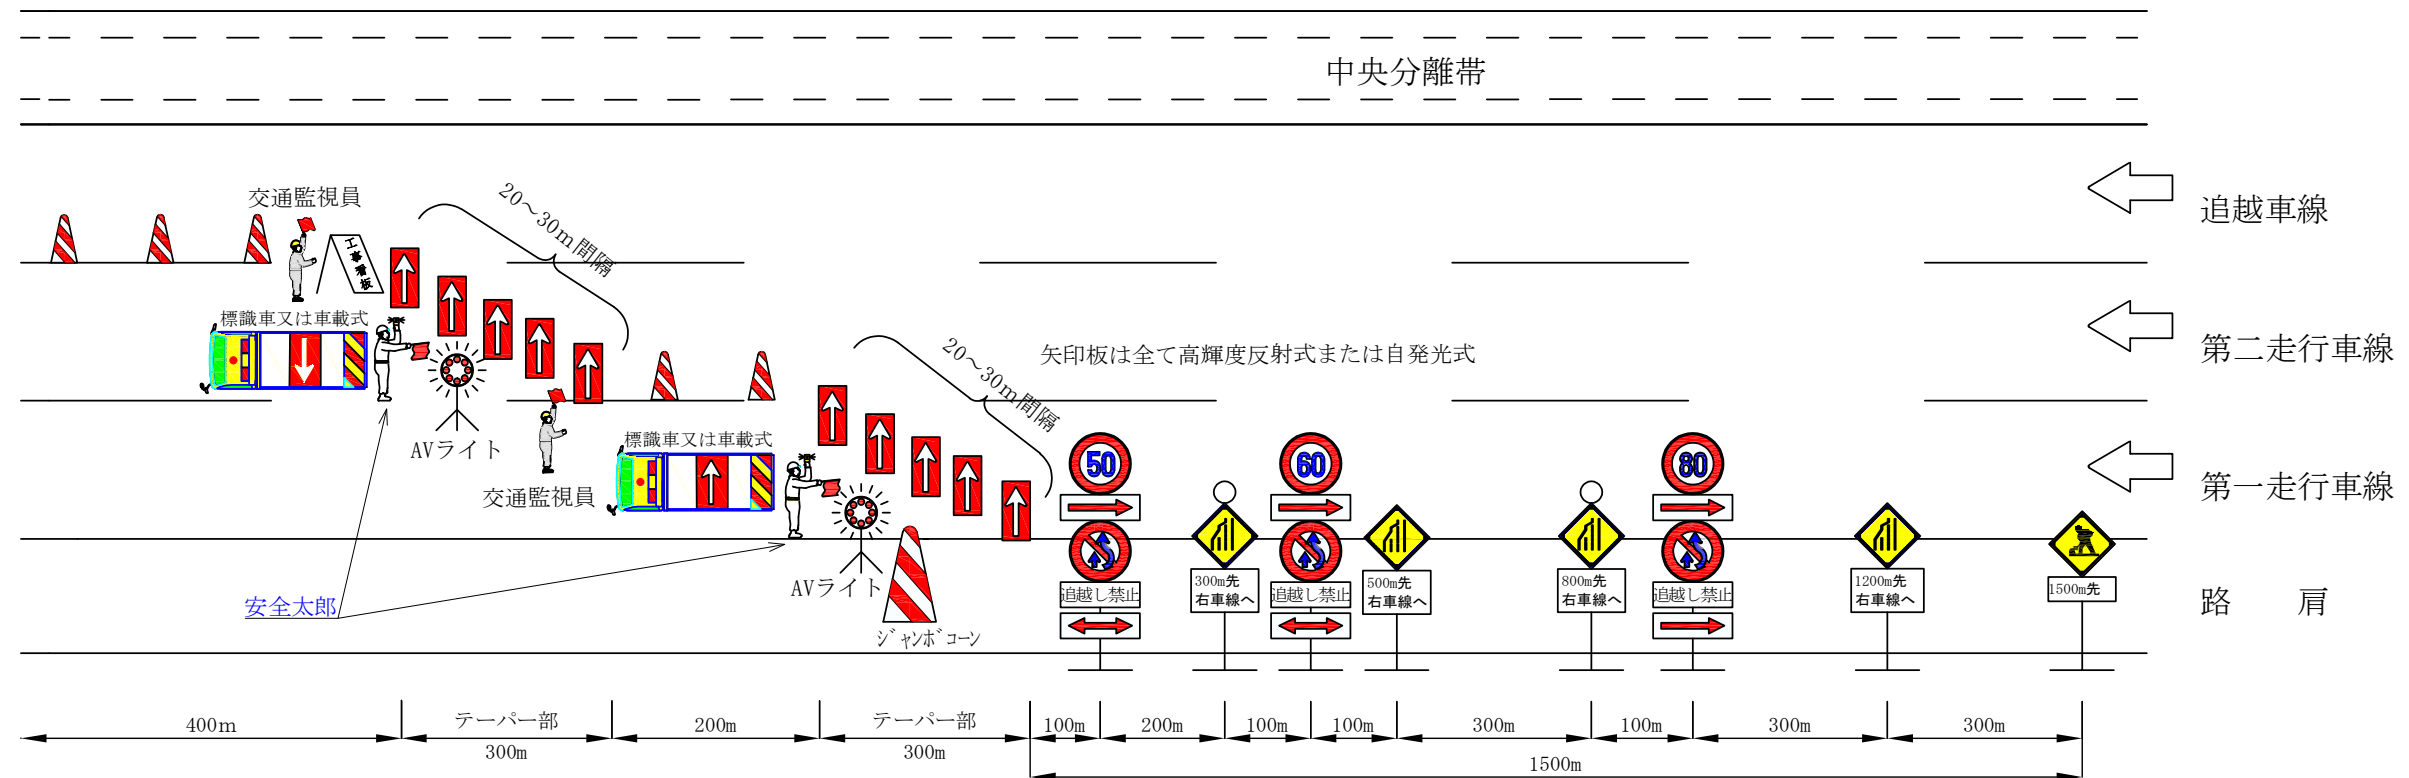 中央分離帯
追越車線
第二走行車線
第一走行車線
路 肩
交通監視員
工事看板
20～30m間隔
標識車又は車載式
AVライト
交通監視員
標識車又は車載式
20～30m間隔
矢印板は全て高輝度反射式または自発光式
AVライト
安全太郎
ジャンボコーン
50
追越し禁止
300m先
右車線へ
60
追越し禁止
500m先
右車線へ
800m先
右車線へ
80
追越し禁止
1200m先
右車線へ
1500m先
400m
テーパー部
300m
200m
テーパー部
300m
100m
200m
100m
100m
300m
100m
300m
300m
1500m